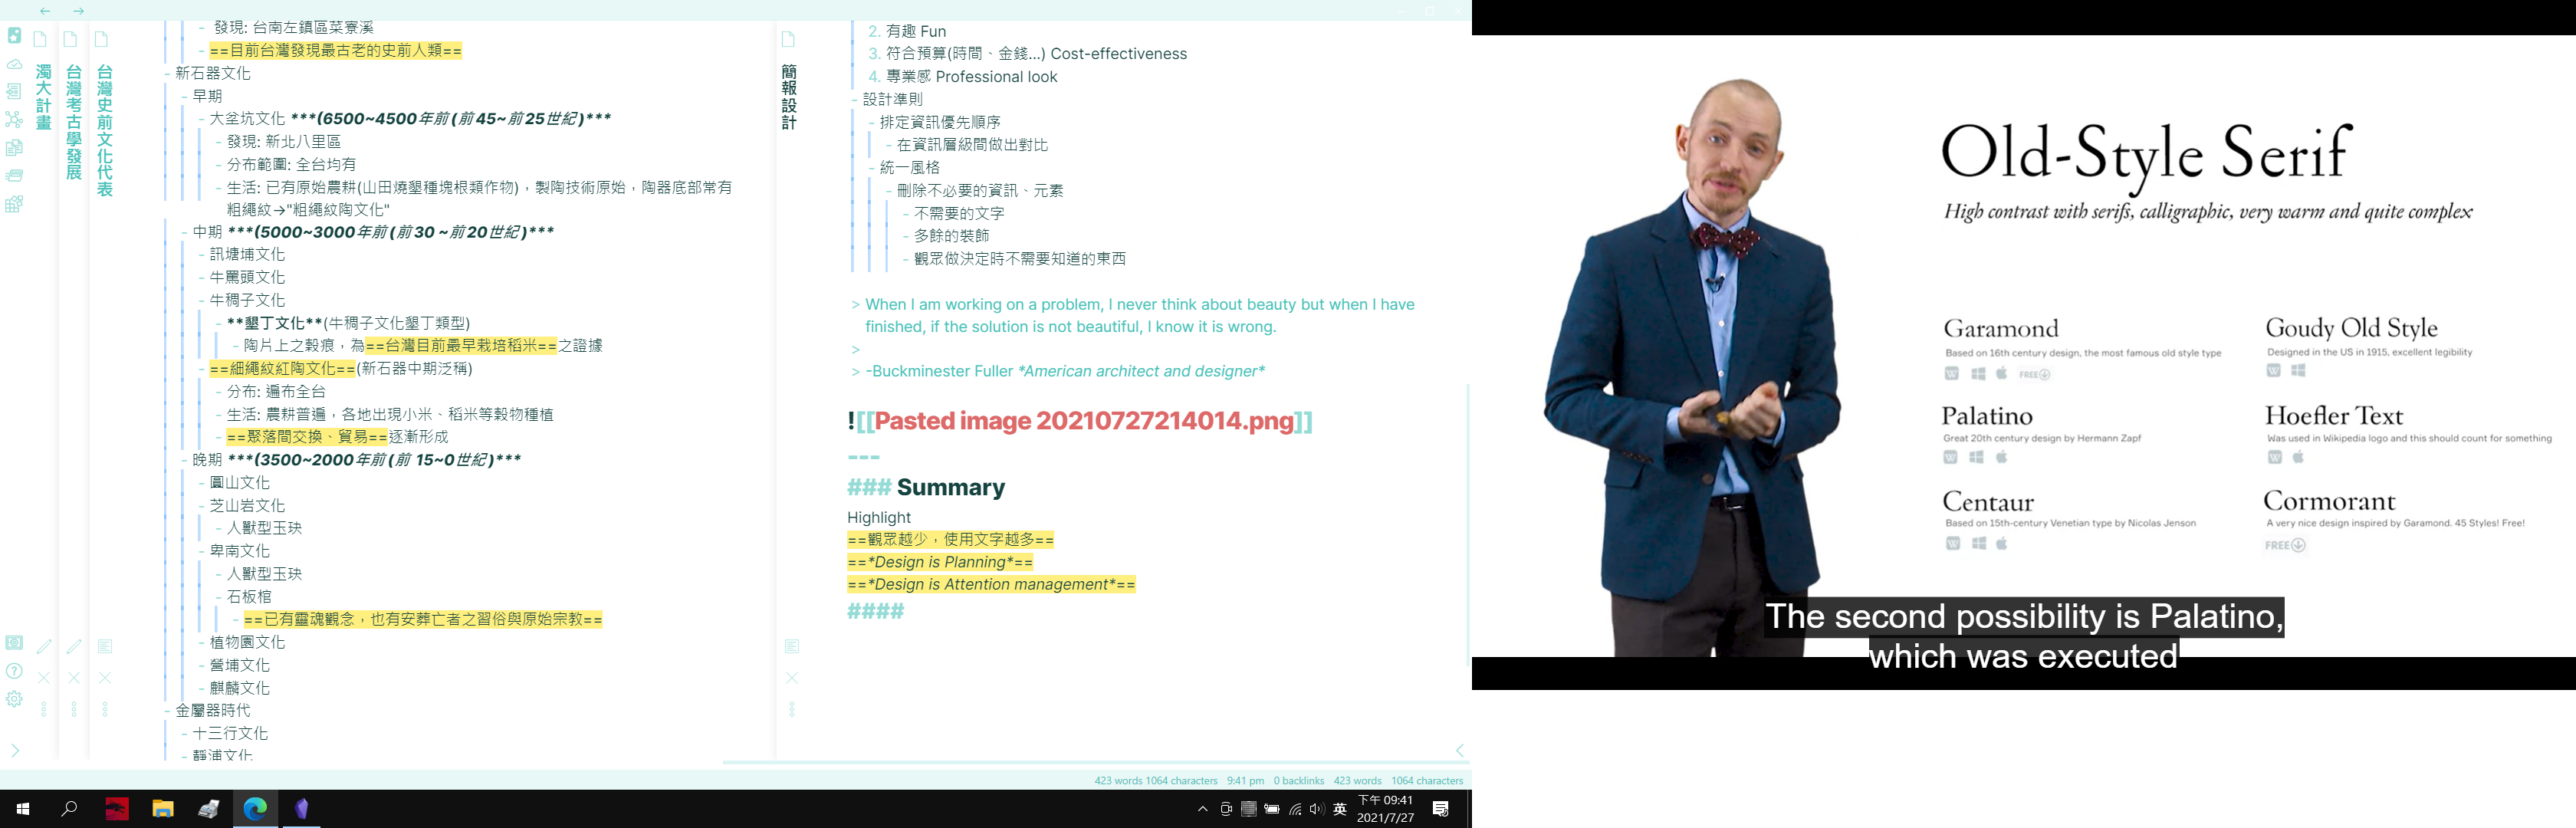 濁大計畫
台灣考古學發展
台灣史前文化代表
- 發現: 台南左鎮區菜寮溪
- ==目前台灣發現最古老的史前人類==
- 新石器文化
- 早期
- 大坌坑文化 ***(6500~4500年前 (前 45~前 25世紀 )***
- 發現: 新北八里區
- 分布範圍: 全台均有
- 生活: 已有原始農耕(山田燒墾種塊根類作物)，製陶技術原始，陶器底部常有
粗繩紋→"粗繩紋陶文化"
- 中期 ***(5000~3000年前 (前 30 ~前 20世紀 )***
- 訊塘埔文化
- 牛罵頭文化
- 牛稠子文化
- **墾丁文化**(牛稠子文化墾丁類型)
- 陶片上之穀痕，為==台灣目前最早栽培稻米==之證據
- ==細繩紋紅陶文化==(新石器中期泛稱)
- 分布: 遍布全台
- 生活: 農耕普遍，各地出現小米、稻米等穀物種植
- ==聚落間交換、貿易==逐漸形成
- 晚期 ***(3500~2000年前 (前 15~0世紀 )***
- 圓山文化
- 芝山岩文化
- 人獸型玉玦
- 卑南文化
- 人獸型玉玦
- 石板棺
- ==已有靈魂觀念，也有安葬亡者之習俗與原始宗教==
- 植物園文化
- 營埔文化
- 麒麟文化
- 金屬器時代
- 十三行文化
- 靜浦文化
簡報設計
2. 有趣 Fun
3. 符合預算(時間、金錢...) Cost-effectiveness
4. 專業感 Professional look
- 設計準則
- 排定資訊優先順序
- 在資訊層級間做出對比
- 統一風格
- 刪除不必要的資訊、元素
- 不需要的文字
- 多餘的裝飾
- 觀眾做決定時不需要知道的東西
> When I am working on a problem, I never think about beauty but when I have
finished, if the solution is not beautiful, I know it is wrong.
>
> -Buckminester Fuller *American architect and designer*
![[Pasted image 20210727214014.png]]
---
### Summary
Highlight
==觀眾越少，使用文字越多==
==*Design is Planning*==
==*Design is Attention management*==
####
423 words 1064 characters 9:41 pm 0 backlinks 423 words 1064 characters
英
下午 09:41
2021/7/27
Old-Style Serif
High contrast with serifs, calligraphic, very warm and quite complex
Garamond
Based on 16th century design, the most famous old style type
FREE
Goudy Old Style
Designed in the US in 1915, excellent legibility
Palatino
Great 20th century design by Hermann Zapf
Hoefler Text
Was used in Wikipedia logo and this should count for something
Centaur
Based on 15th-century Venetian type by Nicolas Jenson
Cormorant
A very nice design inspired by Garamond. 45 Styles! Free!
FREE
The second possibility is Palatino,
which was executed